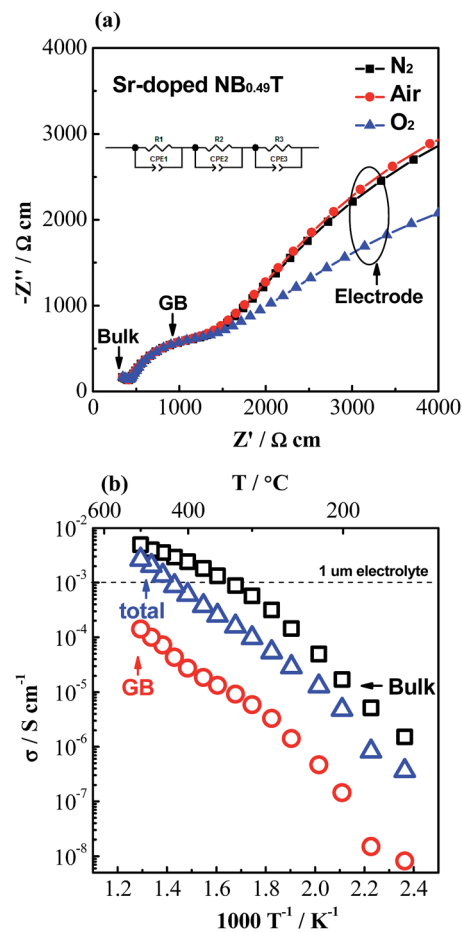 (a)
4000
3000
2000
1000
0
-Z'' / Ω cm
Sr-doped NB₀.₄₉T
N₂
Air
O₂
R1 R2 R3
CPE1 CPE2 CPE3
Bulk
GB
Electrode
0 1000 2000 3000 4000
Z' / Ω cm
(b)
T / °C
600 400 200
10⁻²
10⁻³
10⁻⁴
10⁻⁵
10⁻⁶
10⁻⁷
10⁻⁸
σ / S cm⁻¹
1 um electrolyte
total
GB
Bulk
1.2 1.4 1.6 1.8 2.0 2.2 2.4
1000 T⁻¹ / K⁻¹